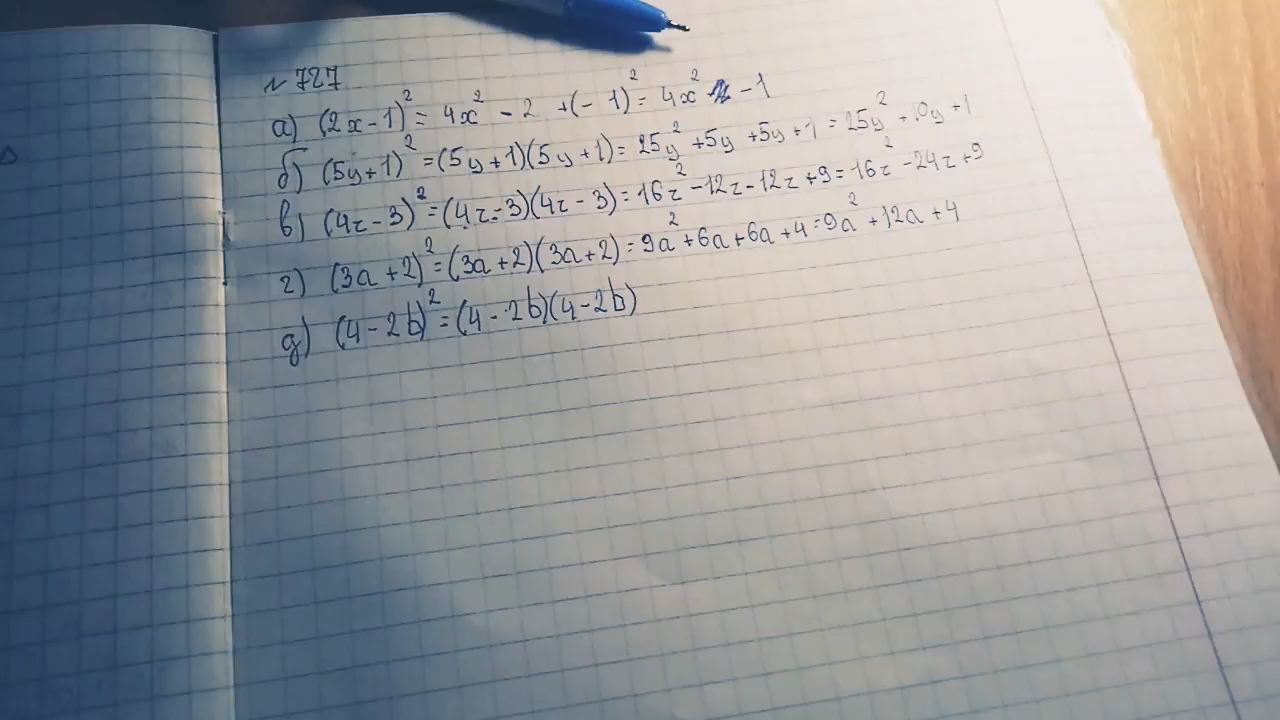 № 727
а) (2x-1)² = 4x² - 2 +(-1)² = 4x² -1
б) (5y+1)² =(5y+1)(5y+1)= 25y² +5y +5y+1 = 25y² +10y+1
в) (4z-3)² =(4z-3)(4z-3)= 16z² -12z-12z+9=16z² -24z+9
г) (3a+2)² =(3a+2)(3a+2)= 9a² +6a+6a+4=9a² +12a+4
д) (4-2b)² =(4-2b)(4-2b)